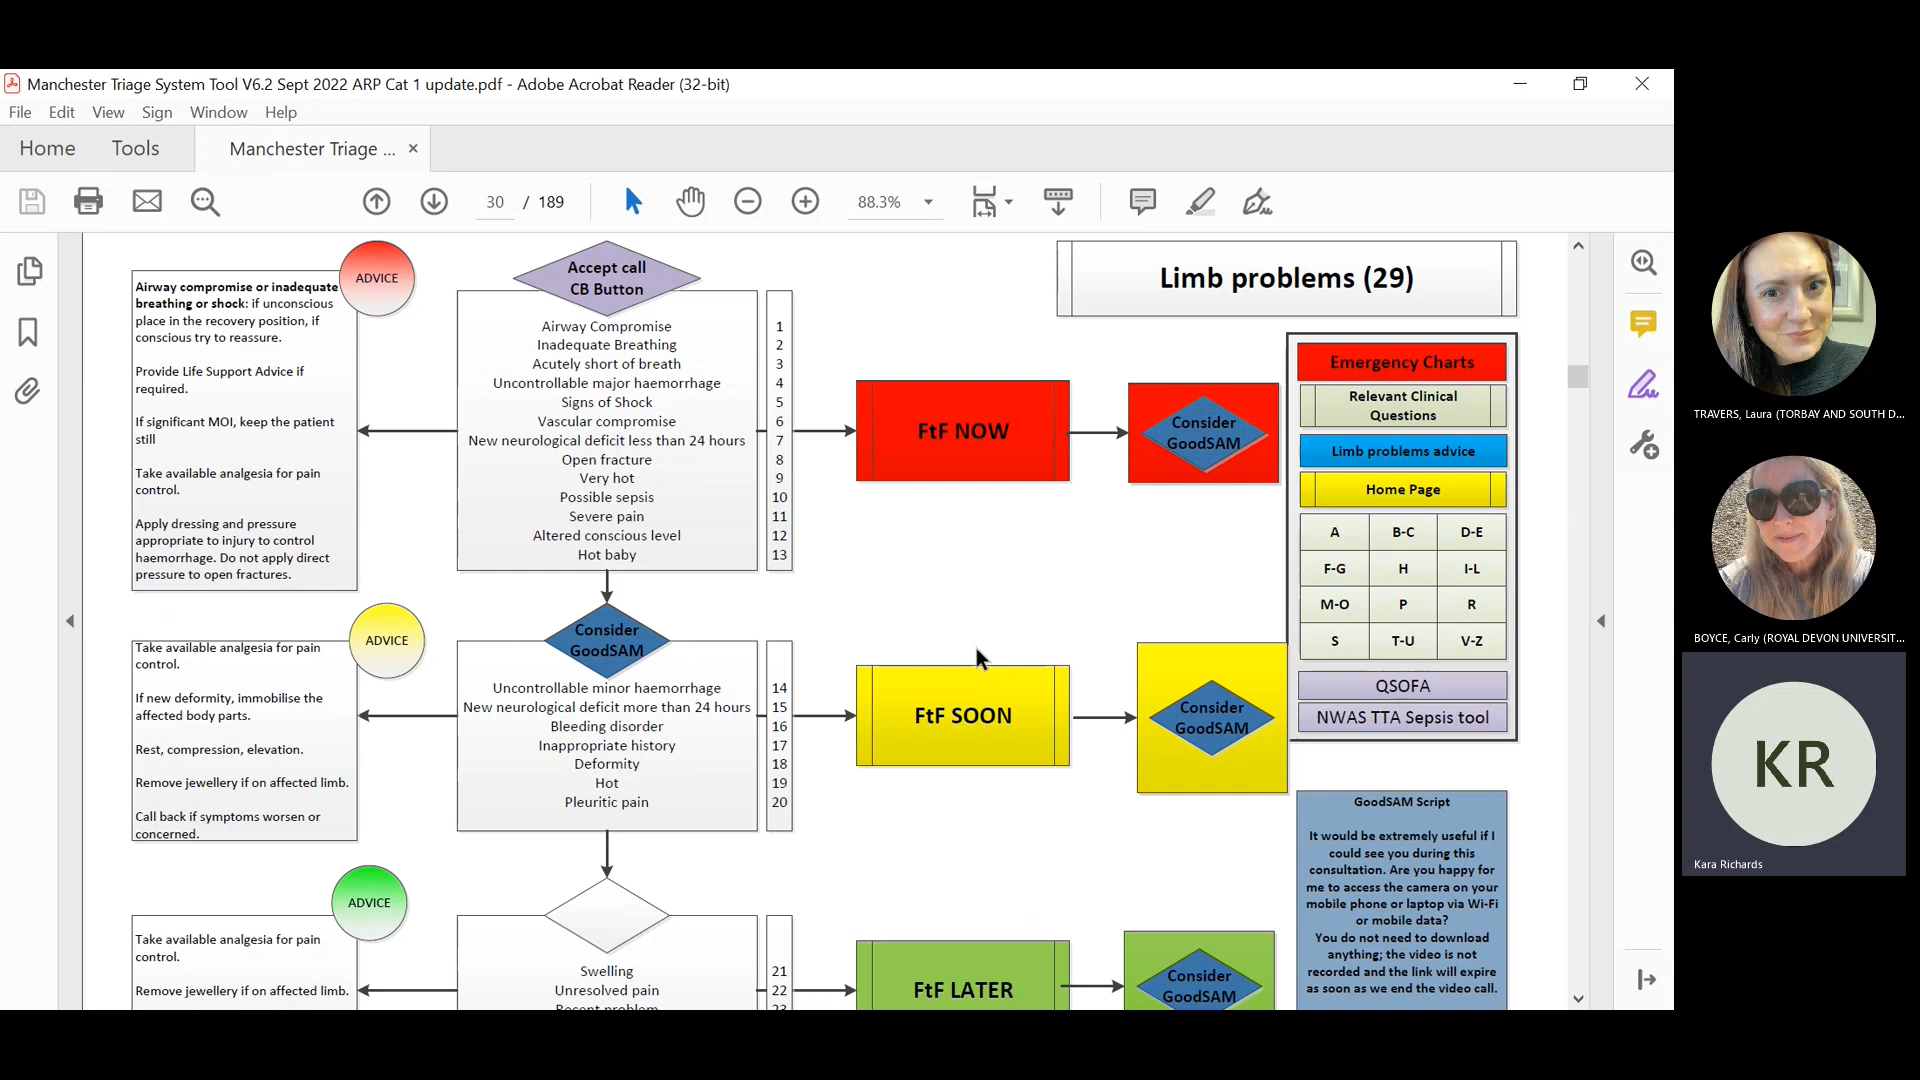 Manchester Triage System Tool V6.2 Sept 2022 ARP Cat 1 update.pdf - Adobe Acrobat Reader (32-bit)
File Edit View Sign Window Help
Home Tools Manchester Triage ... ×
30 / 189 88.3%
Limb problems (29)
ADVICE
Airway compromise or inadequate
breathing or shock: if unconscious
place in the recovery position, if
conscious try to reassure.
Provide Life Support Advice if
required.
If significant MOI, keep the patient
still
Take available analgesia for pain
control.
Apply dressing and pressure
appropriate to injury to control
haemorrhage. Do not apply direct
pressure to open fractures.
Accept call
CB Button
Airway Compromise 1
Inadequate Breathing 2
Acutely short of breath 3
Uncontrollable major haemorrhage 4
Signs of Shock 5
Vascular compromise 6
New neurological deficit less than 24 hours 7
Open fracture 8
Very hot 9
Possible sepsis 10
Severe pain 11
Altered conscious level 12
Hot baby 13
FtF NOW
Consider
GoodSAM
Emergency Charts
Relevant Clinical
Questions
Limb problems advice
Home Page
A B-C D-E
F-G H I-L
M-O P R
S T-U V-Z
QSOFA
NWAS TTA Sepsis tool
ADVICE
Take available analgesia for pain
control.
If new deformity, immobilise the
affected body parts.
Rest, compression, elevation.
Remove jewellery if on affected limb.
Call back if symptoms worsen or
concerned.
Consider
GoodSAM
Uncontrollable minor haemorrhage 14
New neurological deficit more than 24 hours 15
Bleeding disorder 16
Inappropriate history 17
Deformity 18
Hot 19
Pleuritic pain 20
FtF SOON
Consider
GoodSAM
GoodSAM Script
It would be extremely useful if I
could see you during this
consultation. Are you happy for
me to access the camera on your
mobile phone or laptop via Wi-Fi
or mobile data?
You do not need to download
anything; the video is not
recorded and the link will expire
as soon as we end the video call.
ADVICE
Take available analgesia for pain
control.
Remove jewellery if on affected limb.
Swelling 21
Unresolved pain 22
Recent problem 23
FtF LATER
Consider
GoodSAM
TRAVERS, Laura (TORBAY AND SOUTH D...
BOYCE, Carly (ROYAL DEVON UNIVERSIT...
KR
Kara Richards